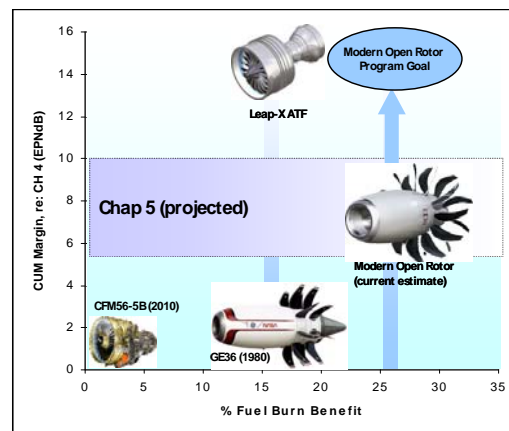 16
14
12
10
8
6
4
2
0
CUM Margin, re: CH 4 (EPNdB)
Modern Open Rotor
Program Goal
Leap-X ATF
Chap 5 (projected)
Modern Open Rotor
(current estimate)
CFM56-5B (2010)
GE36 (1980)
0
5
10
15
20
25
30
35
% Fuel Burn Benefit